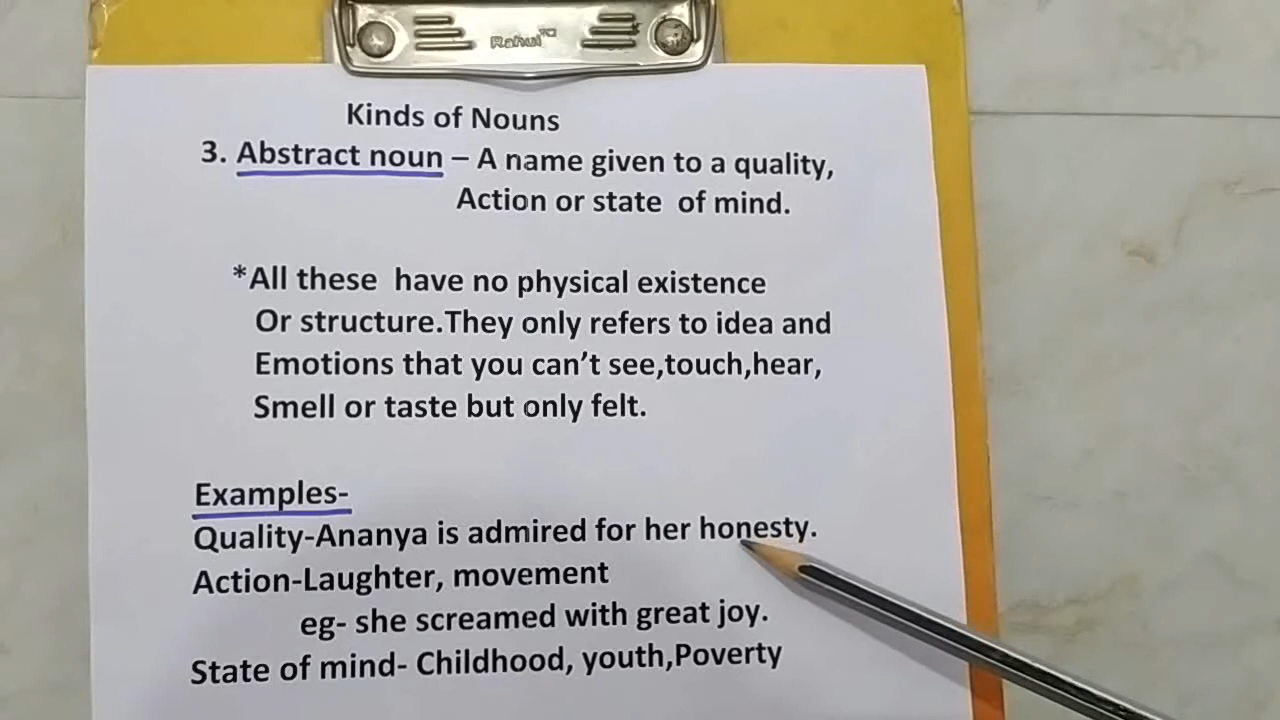 Rahul
Kinds of Nouns
3. Abstract noun – A name given to a quality,
Action or state of mind.
*All these have no physical existence
Or structure.They only refers to idea and
Emotions that you can't see,touch,hear,
Smell or taste but only felt.
Examples-
Quality-Ananya is admired for her honesty.
Action-Laughter, movement
eg- she screamed with great joy.
State of mind- Childhood, youth,Poverty